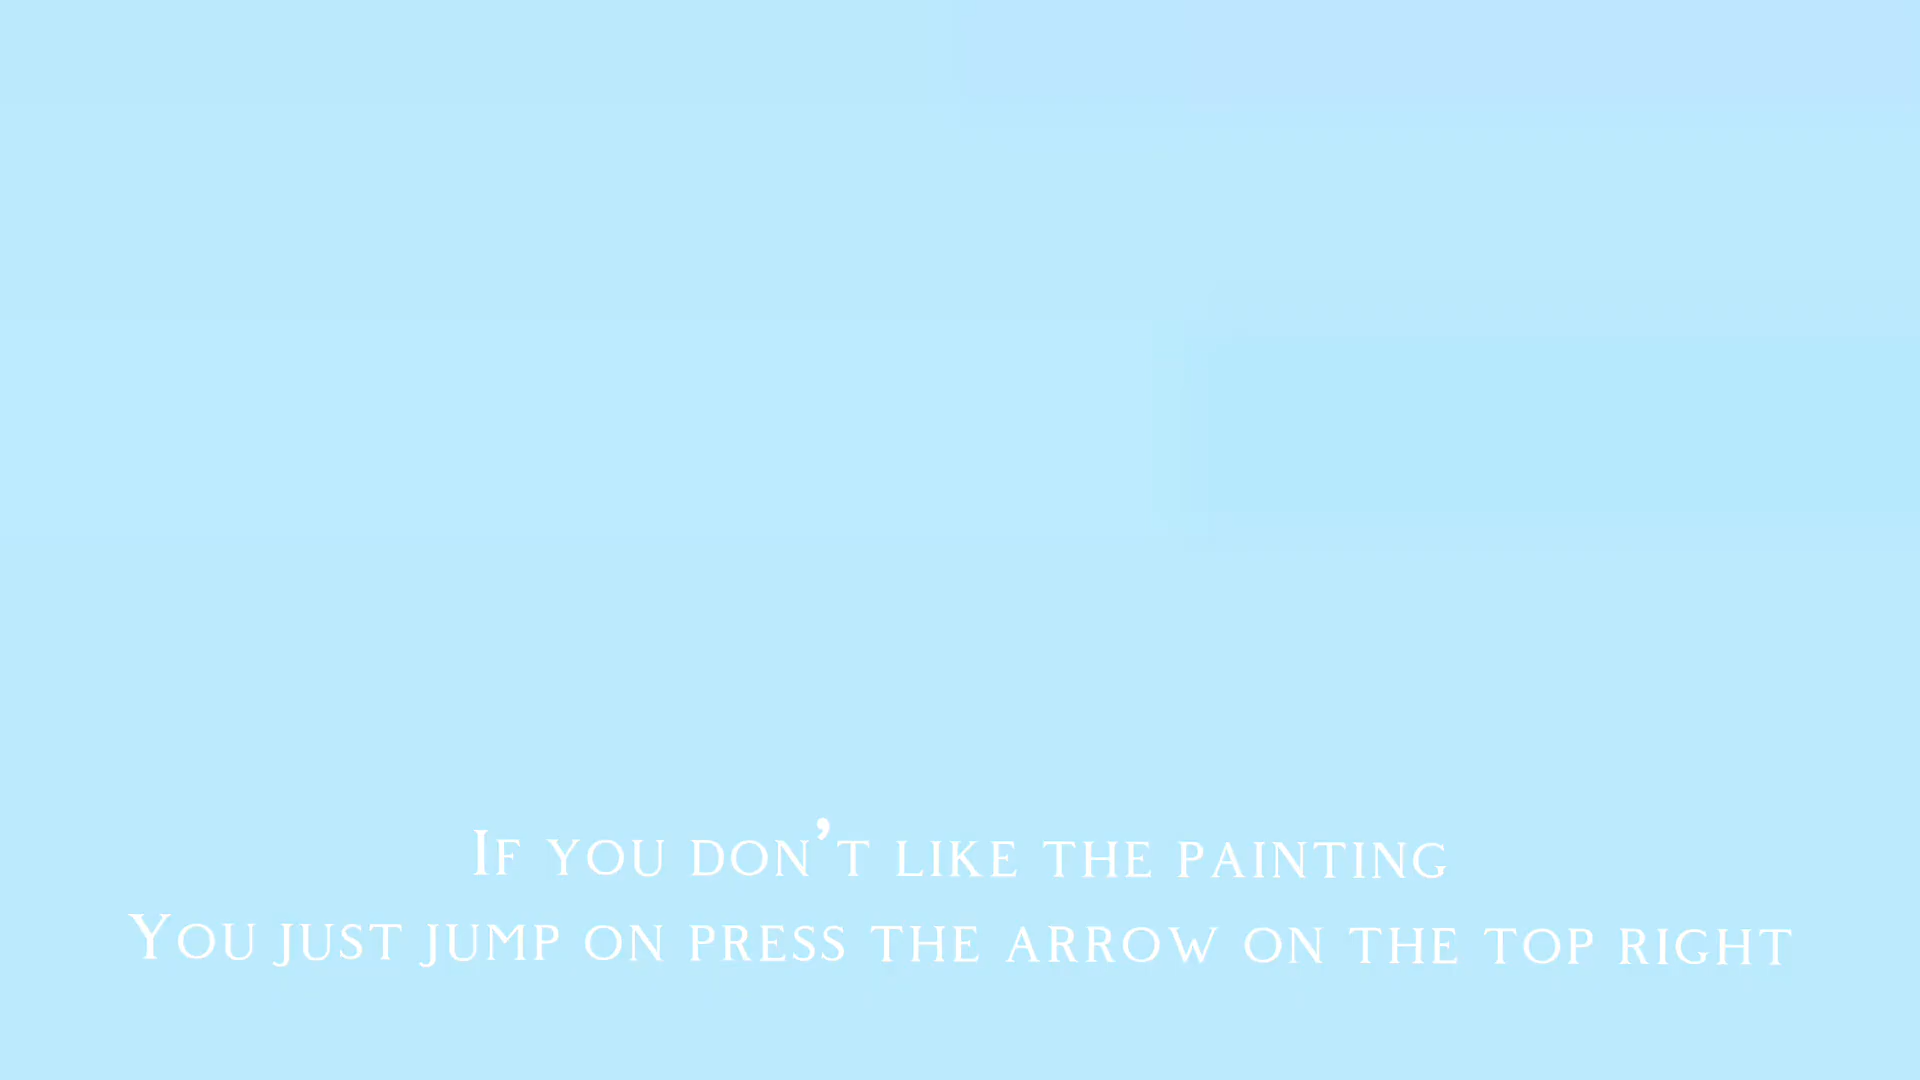 If you don’t like the painting
You just jump on press the arrow on the top right